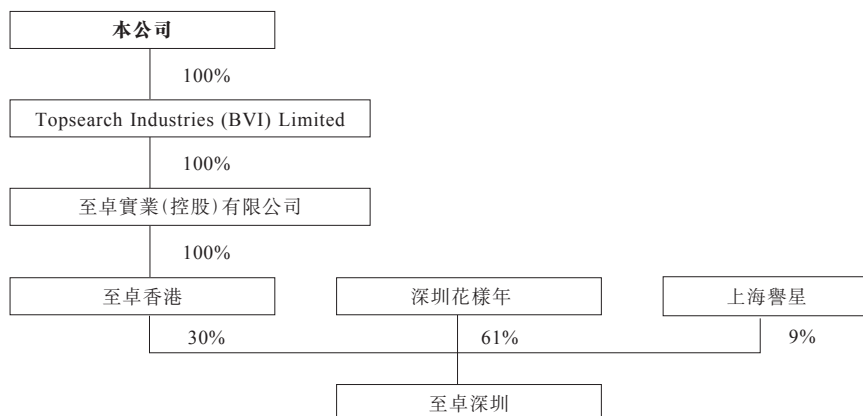 本公司
100%
Topsearch Industries (BVI) Limited
100%
至卓實業(控股)有限公司
100%
至卓香港
深圳花樣年
上海譽星
30%
61%
9%
至卓深圳